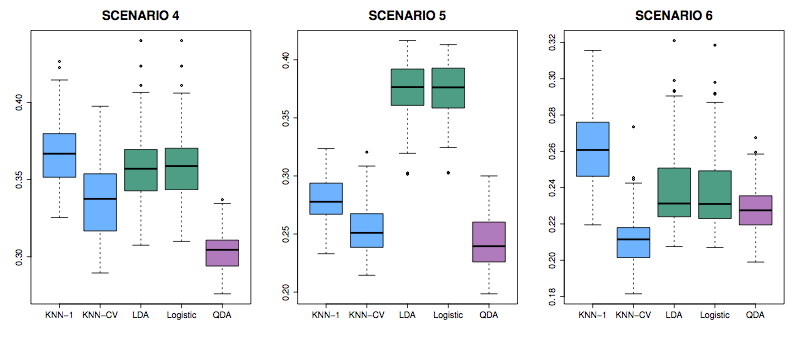 SCENARIO 4
0.40
0.35
0.30
KNN−1 KNN−CV LDA Logistic QDA
SCENARIO 5
0.40
0.35
0.30
0.25
0.20
KNN−1 KNN−CV LDA Logistic QDA
SCENARIO 6
0.32
0.30
0.28
0.26
0.24
0.22
0.20
0.18
KNN−1 KNN−CV LDA Logistic QDA